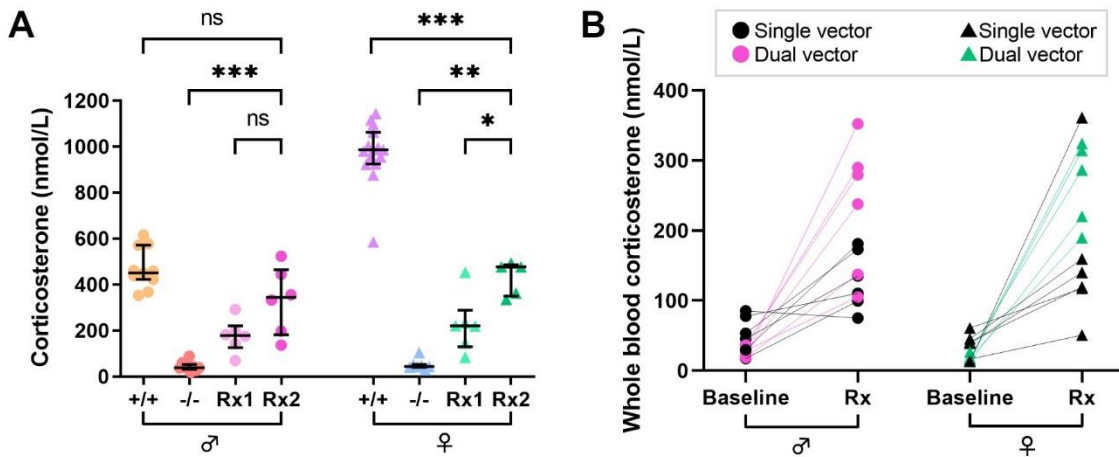 A
Corticosterone (nmol/L)
1200
1000
800
600
400
200
0
ns
***
ns
***
**
*
+/+ -/- Rx1 Rx2 +/+ -/- Rx1 Rx2
♂ ♀
B
Single vector Single vector
Dual vector Dual vector
Whole blood corticosterone (nmol/L)
400
300
200
100
0
Baseline Rx Baseline Rx
♂ ♀